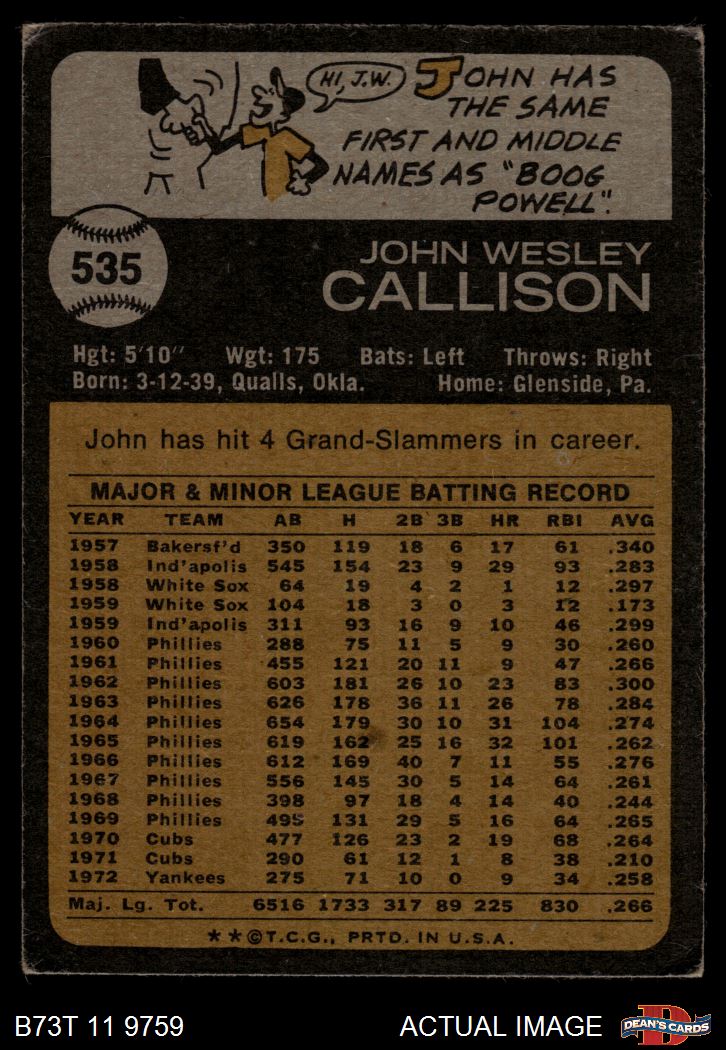 HI, J.W.
JOHN HAS
THE SAME
FIRST AND MIDDLE
NAMES AS "BOOG
POWELL".
535
JOHN WESLEY
CALLISON
Hgt: 5'10" Wgt: 175 Bats: Left Throws: Right
Born: 3-12-39, Qualls, Okla. Home: Glenside, Pa.
John has hit 4 Grand-Slammers in career.
MAJOR & MINOR LEAGUE BATTING RECORD
YEAR TEAM AB H 2B 3B HR RBI AVG
1957 Bakersf'd 350 119 18 6 17 61 .340
1958 Ind'apolis 545 154 23 9 29 93 .283
1958 White Sox 64 19 4 2 1 12 .297
1959 White Sox 104 18 3 0 3 12 .173
1959 Ind'apolis 311 93 16 9 10 46 .299
1960 Phillies 288 75 11 5 9 30 .260
1961 Phillies 455 121 20 11 9 47 .266
1962 Phillies 603 181 26 10 23 83 .300
1963 Phillies 626 178 36 11 26 78 .284
1964 Phillies 654 179 30 10 31 104 .274
1965 Phillies 619 162 25 16 32 101 .262
1966 Phillies 612 169 40 7 11 55 .276
1967 Phillies 556 145 30 5 14 64 .261
1968 Phillies 398 97 18 4 14 40 .244
1969 Phillies 495 131 29 5 16 64 .265
1970 Cubs 477 126 23 2 19 68 .264
1971 Cubs 290 61 12 1 8 38 .210
1972 Yankees 275 71 10 0 9 34 .258
Maj. Lg. Tot. 6516 1733 317 89 225 830 .266
**©T.C.G., PRTD. IN U.S.A.
B73T 11 9759 ACTUAL IMAGE
D
DEAN'S CARDS